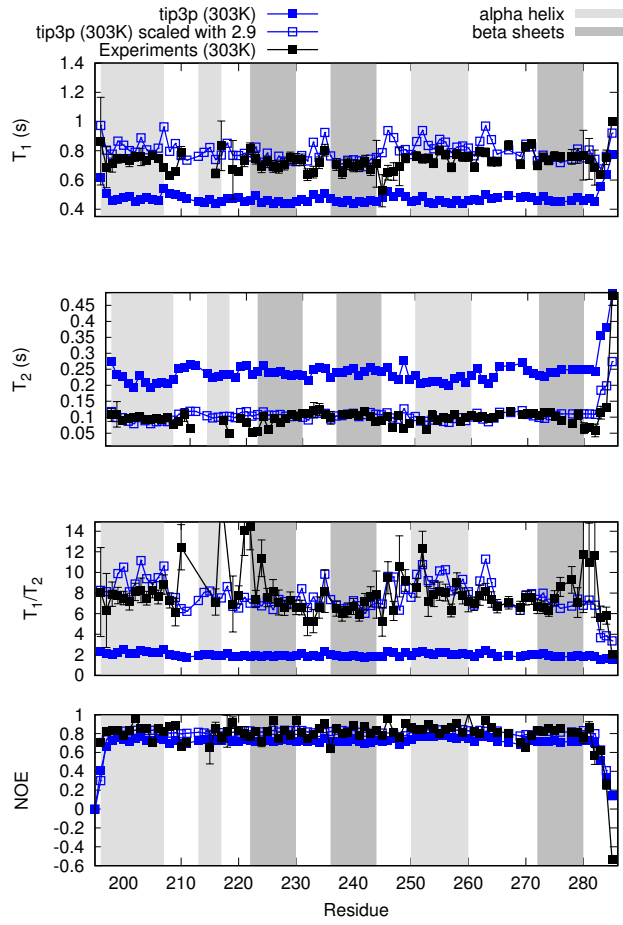 tip3p (303K)
tip3p (303K) scaled with 2.9
Experiments (303K)
alpha helix
beta sheets
1.4
1.2
1
0.8
0.6
0.4
T1 (s)
0.45
0.4
0.35
0.3
0.25
0.2
0.15
0.1
0.05
T2 (s)
14
12
10
8
6
4
2
0
T1/T2
1
0.8
0.6
0.4
0.2
0
-0.2
-0.4
-0.6
NOE
200 210 220 230 240 250 260 270 280
Residue